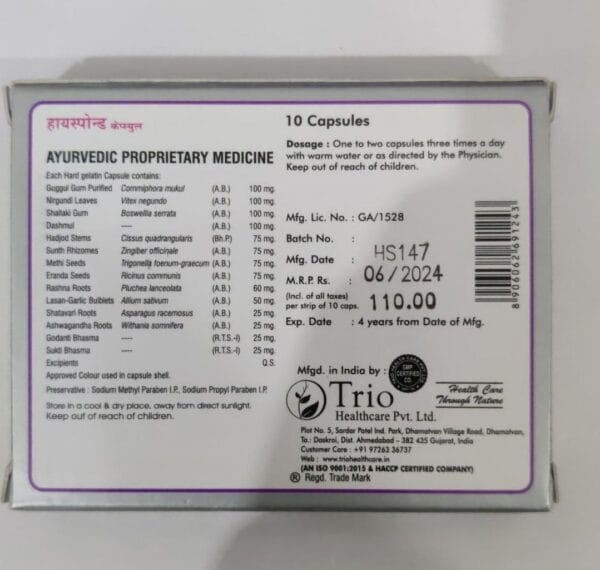 हायस्पोन्ड कॅप्सुल
AYURVEDIC PROPRIETARY MEDICINE
Each Hard gelatin Capsule contains:
Guggul Gum Purified Commiphora mukul (A.B.) 100 mg.
Nirgundi Leaves Vitex negundo (A.B.) 100 mg.
Shallaki Gum Boswellia serrata (A.B.) 100 mg.
Dashmul ---- (A.B.) 100 mg.
Hadjod Stems Cissus quadrangularis (Bh.P) 75 mg.
Sunth Rhizomes Zingiber officinale (A.B.) 75 mg.
Methi Seeds Trigonella foenum-graecum (A.B.) 75 mg.
Eranda Seeds Ricinus communis (A.B.) 75 mg.
Rashna Roots Pluchea lanceolata (A.B.) 60 mg.
Lasan-Garlic Bulblets Allium sativum (A.B.) 50 mg.
Shatavari Roots Asparagus racemosus (A.B.) 25 mg.
Ashwagandha Roots Withania somnifera (A.B.) 25 mg.
Godanti Bhasma ---- (R.T.S.-I) 25 mg.
Sukti Bhasma ---- (R.T.S.-I) 25 mg.
Excipients Q.S.
Approved Colour used in capsule shell.
Preservative : Sodium Methyl Paraben I.P., Sodium Propyl Paraben I.P.
Store in a cool & dry place, away from direct sunlight.
Keep out of reach of children.
10 Capsules
Dosage : One to two capsules three times a day
with warm water or as directed by the Physician.
Keep out of reach of children.
Mfg. Lic. No. : GA/1528
Batch No. : HS147
Mfg. Date : 06/2024
M.R.P. Rs. : 110.00
(Incl. of all taxes)
per strip of 10 caps.
Exp. Date : 4 years from Date of Mfg.
8906062691243
Mfgd. in India by :
GMP
CERTIFIED
CO.
Trio
Healthcare Pvt. Ltd.
Health Care
Through Nature
Plot No. 5, Sardar Patel Ind. Park, Dhamatvan Village Road, Dhamatvan,
Ta.: Daskroi, Dist. Ahmedabad – 382 435 Gujarat, India
Customer Care : +91 97263 36737
Web : www.triohealthcare.in
(AN ISO 9001:2015 & HACCP CERTIFIED COMPANY)
® Regd. Trade Mark